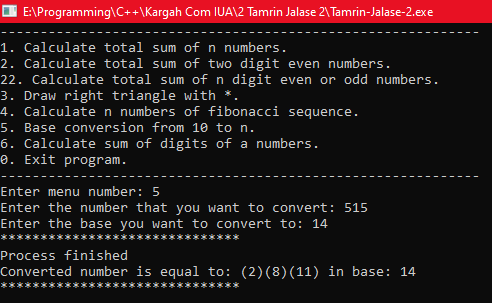 E:\Programming\C++\Kargah Com IUA\2 Tamrin Jalase 2\Tamrin-Jalase-2.exe
------------------------------------------------------------
1. Calculate total sum of n numbers.
2. Calculate total sum of two digit even numbers.
22. Calculate total sum of n digit even or odd numbers.
3. Draw right triangle with *.
4. Calculate n numbers of fibonacci sequence.
5. Base conversion from 10 to n.
6. Calculate sum of digits of a numbers.
0. Exit program.
------------------------------------------------------------
Enter menu number: 5
Enter the number that you want to convert: 515
Enter the base you want to convert to: 14
******************************
Process finished
Converted number is equal to: (2)(8)(11) in base: 14
******************************